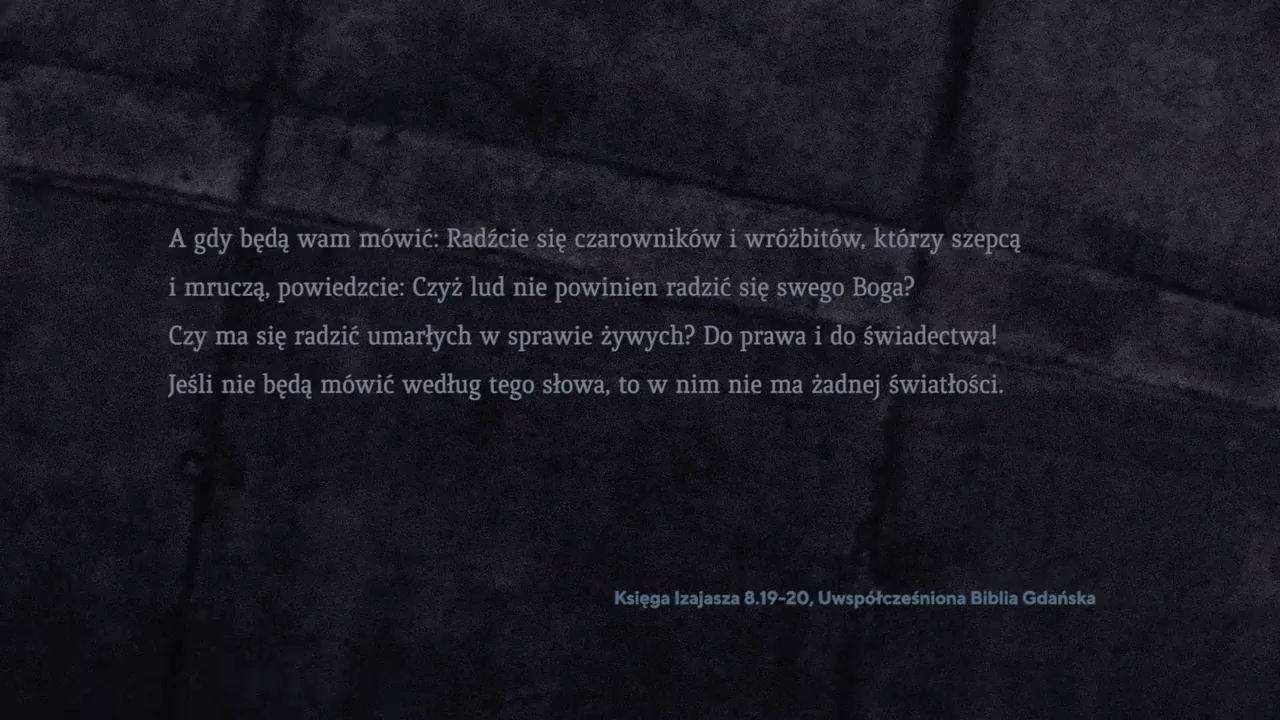 A gdy będą wam mówić: Radźcie się czarowników i wróżbitów, którzy szepcą
i mruczą, powiedzcie: Czyż lud nie powinien radzić się swego Boga?
Czy ma się radzić umarłych w sprawie żywych? Do prawa i do świadectwa!
Jeśli nie będą mówić według tego słowa, to w nim nie ma żadnej światłości.
Księga Izajasza 8.19-20, Uwspółcześniona Biblia Gdańska